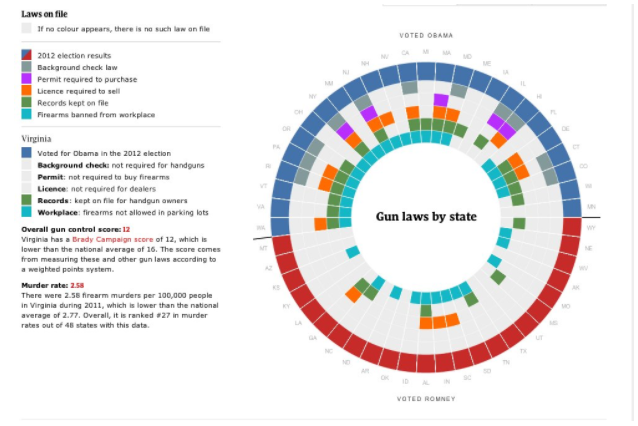 Laws on file
If no colour appears, there is no such law on file
2012 election results
Background check law
Permit required to purchase
Licence required to sell
Records kept on file
Firearms banned from workplace
Virginia
Voted for Obama in the 2012 election
Background check: not required for handguns
Permit: not required to buy firearms
Licence: not required for dealers
Records: kept on file for handgun owners
Workplace: firearms not allowed in parking lots
Overall gun control score: 12
Virginia has a Brady Campaign score of 12, which is
lower than the national average of 16. The score comes
from measuring these and other gun laws according to
a weighted points system.
Murder rate: 2.58
There were 2.58 firearm murders per 100,000 people
in Virginia during 2011, which is lower than the national
average of 2.77. Overall, it is ranked #27 in murder
rates out of 48 states with this data.
VOTED OBAMA
Gun laws by state
CA
MI
MA
MD
ME
NV
NH
NJ
NM
NY
OH
OR
PA
RI
VT
VA
WA
IA
IL
HI
FL
DE
CT
CO
WI
MN
WY
WV
UT
TX
TN
SD
SC
IN
AL
ID
OK
AR
ND
NC
GA
LA
KY
KS
AZ
MT
AK
MS
MO
VOTED ROMNEY